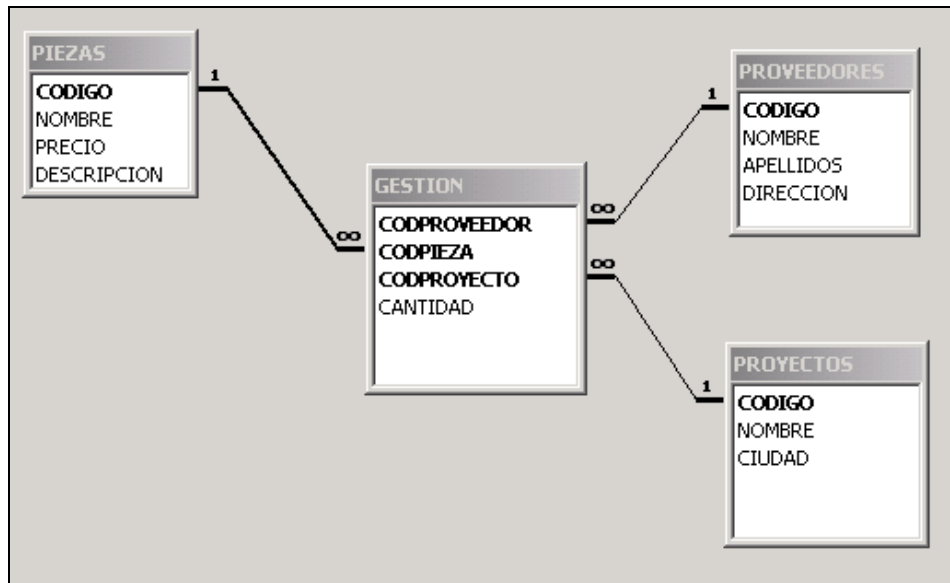 PIEZAS
CODIGO
NOMBRE
PRECIO
DESCRIPCION
1
∞
GESTION
CODPROVEEDOR
CODPIEZA
CODPROYECTO
CANTIDAD
∞
∞
1
PROVEEDORES
CODIGO
NOMBRE
APELLIDOS
DIRECCION
1
PROYECTOS
CODIGO
NOMBRE
CIUDAD